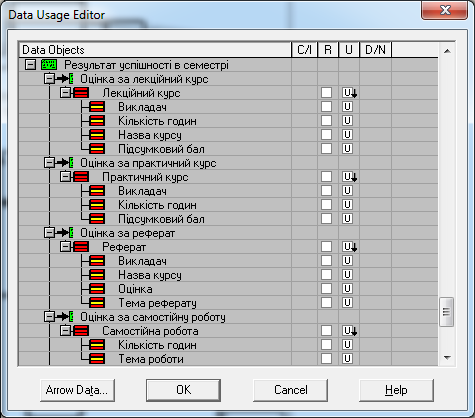 Data Usage Editor
Data Objects C/I R U D/N
Результат успішності в семестрі
Оцінка за лекційний курс
Лекційний курс U
Викладач U
Кількість годин U
Назва курсу U
Підсумковий бал U
Оцінка за практичний курс
Практичний курс U
Викладач U
Кількість годин U
Підсумковий бал U
Оцінка за реферат
Реферат U
Викладач U
Назва курсу U
Оцінка U
Тема реферату U
Оцінка за самостійну роботу
Самостійна робота U
Кількість годин U
Тема роботи U
Arrow Data... OK Cancel Help